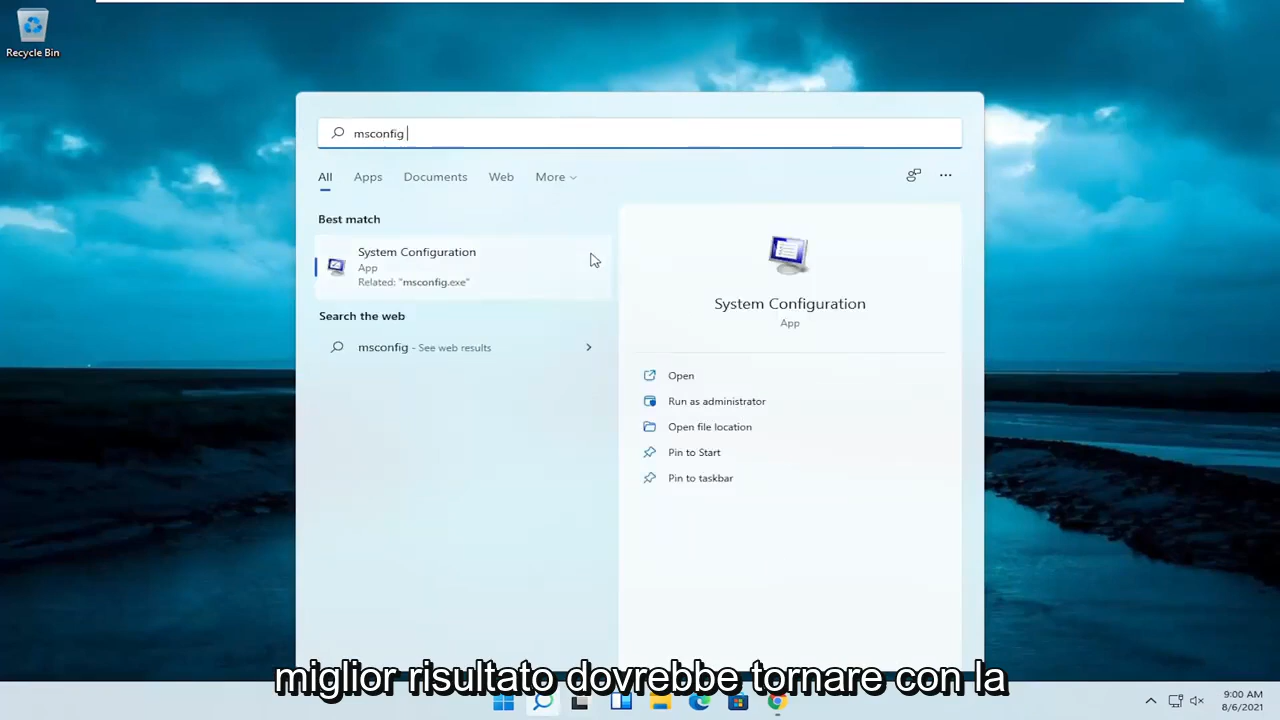 Recycle Bin
msconfig
All Apps Documents Web More
Best match
System Configuration
App
Related: "msconfig.exe"
Search the web
msconfig - See web results
System Configuration
App
Open
Run as administrator
Open file location
Pin to Start
Pin to taskbar
miglior risultato dovrebbe tornare con la
9:00 AM
8/6/2021